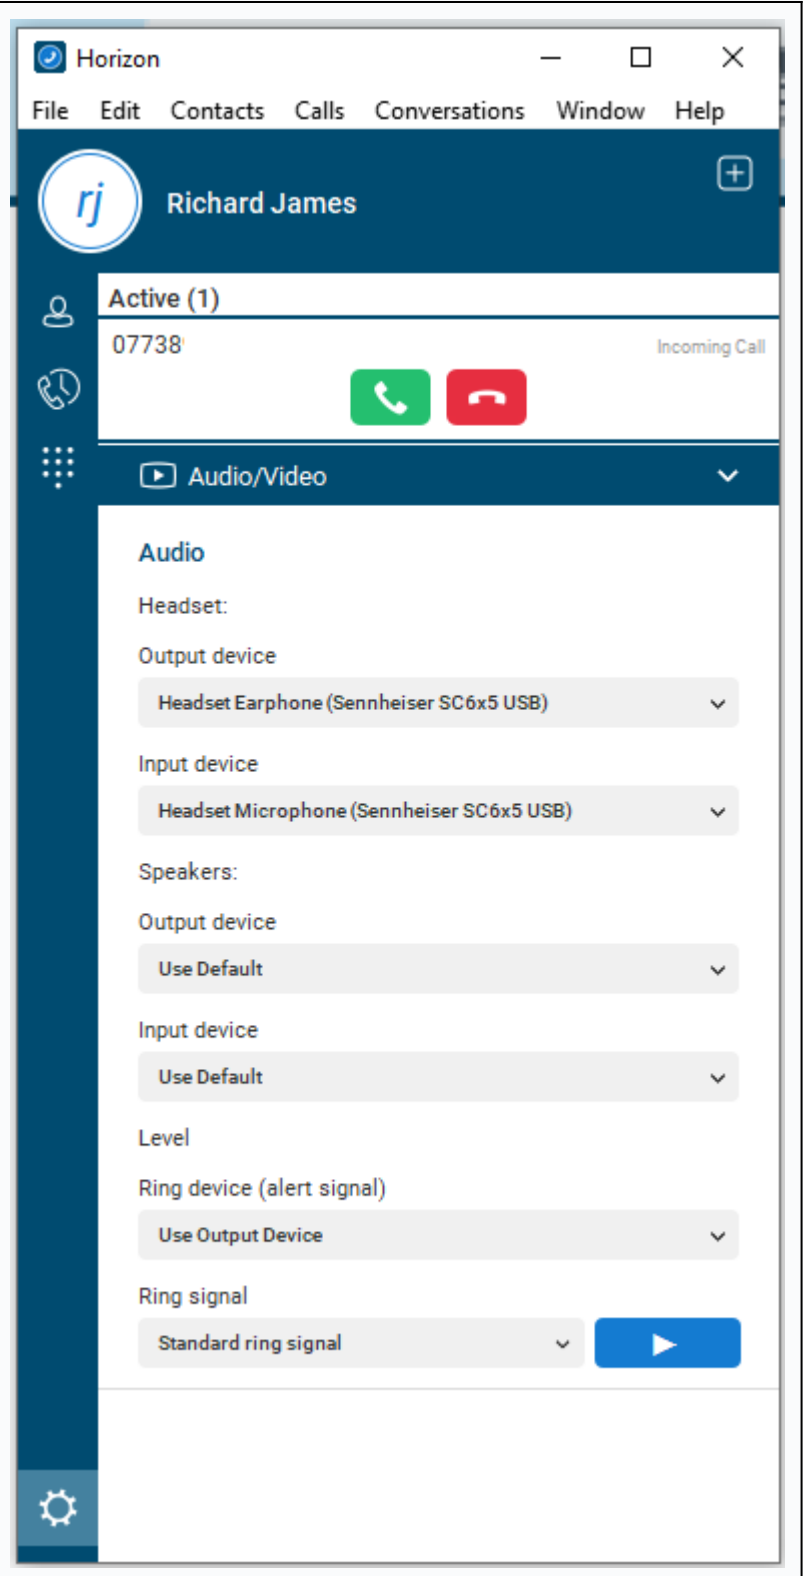 Horizon
File Edit Contacts Calls Conversations Window Help
rj
Richard James
Active (1)
07738
Incoming Call
Audio/Video
Audio
Headset:
Output device
Headset Earphone (Sennheiser SC6x5 USB)
Input device
Headset Microphone (Sennheiser SC6x5 USB)
Speakers:
Output device
Use Default
Input device
Use Default
Level
Ring device (alert signal)
Use Output Device
Ring signal
Standard ring signal